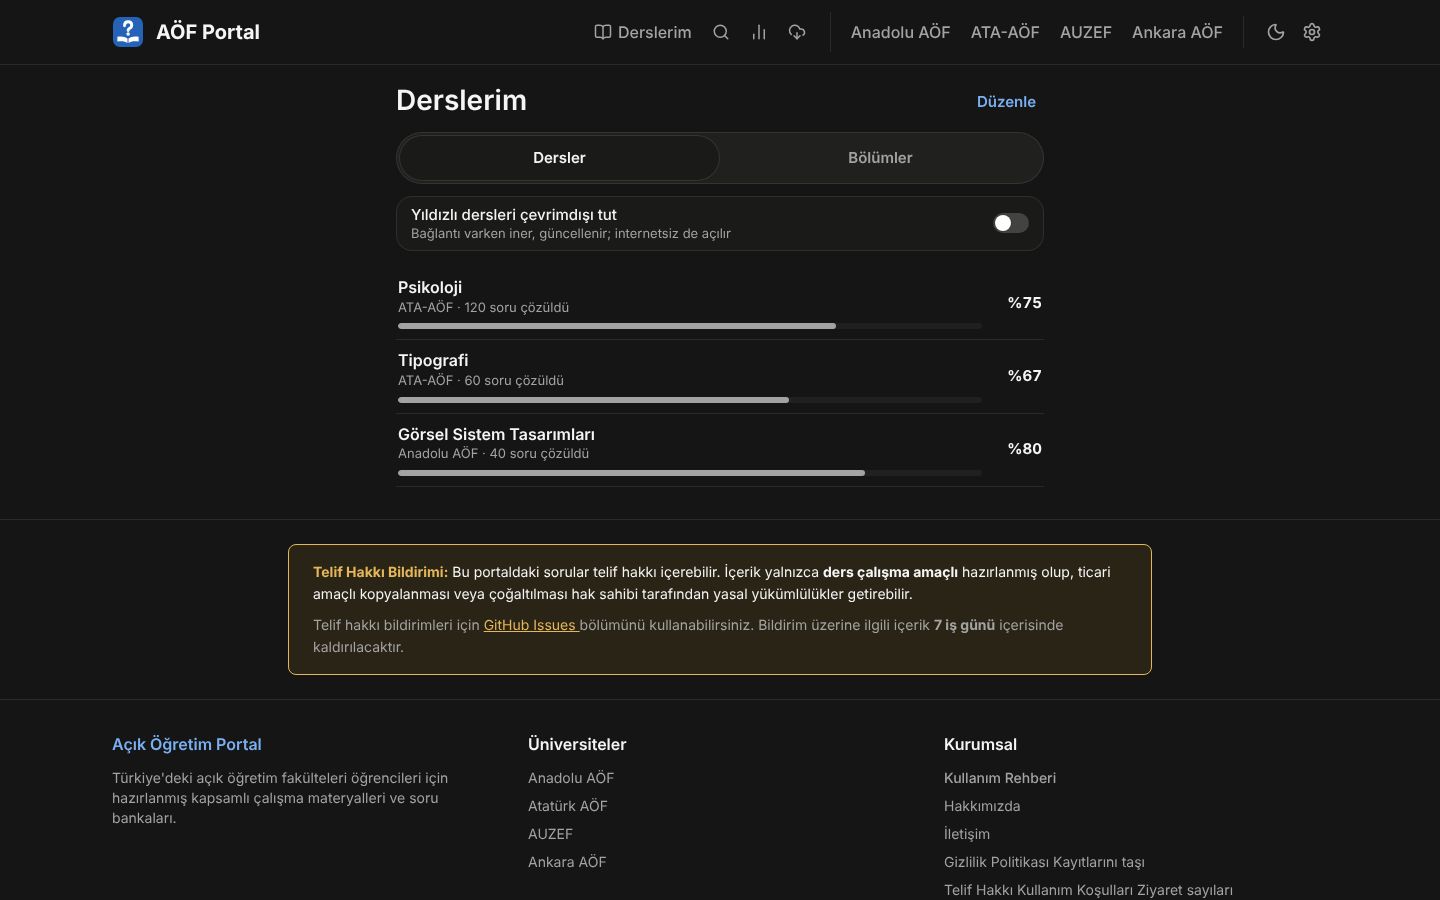 AÖF Portal
Derslerim
Anadolu AÖF
ATA-AÖF
AUZEF
Ankara AÖF
Derslerim
Düzenle
Dersler
Bölümler
Yıldızlı dersleri çevrimdışı tut
Bağlantı varken iner, güncellenir; internetsiz de açılır
Psikoloji
ATA-AÖF · 120 soru çözüldü
%75
Tipografi
ATA-AÖF · 60 soru çözüldü
%67
Görsel Sistem Tasarımları
Anadolu AÖF · 40 soru çözüldü
%80
Telif Hakkı Bildirimi: Bu portaldaki sorular telif hakkı içerebilir. İçerik yalnızca ders çalışma amaçlı hazırlanmış olup, ticari
amaçlı kopyalanması veya çoğaltılması hak sahibi tarafından yasal yükümlülükler getirebilir.
Telif hakkı bildirimleri için GitHub Issues bölümünü kullanabilirsiniz. Bildirim üzerine ilgili içerik 7 iş günü içerisinde
kaldırılacaktır.
Açık Öğretim Portal
Türkiye'deki açık öğretim fakülteleri öğrencileri için
hazırlanmış kapsamlı çalışma materyalleri ve soru
bankaları.
Üniversiteler
Anadolu AÖF
Atatürk AÖF
AUZEF
Ankara AÖF
Kurumsal
Kullanım Rehberi
Hakkımızda
İletişim
Gizlilik Politikası Kayıtlarını taşı
Telif Hakkı Kullanım Koşulları Ziyaret sayıları